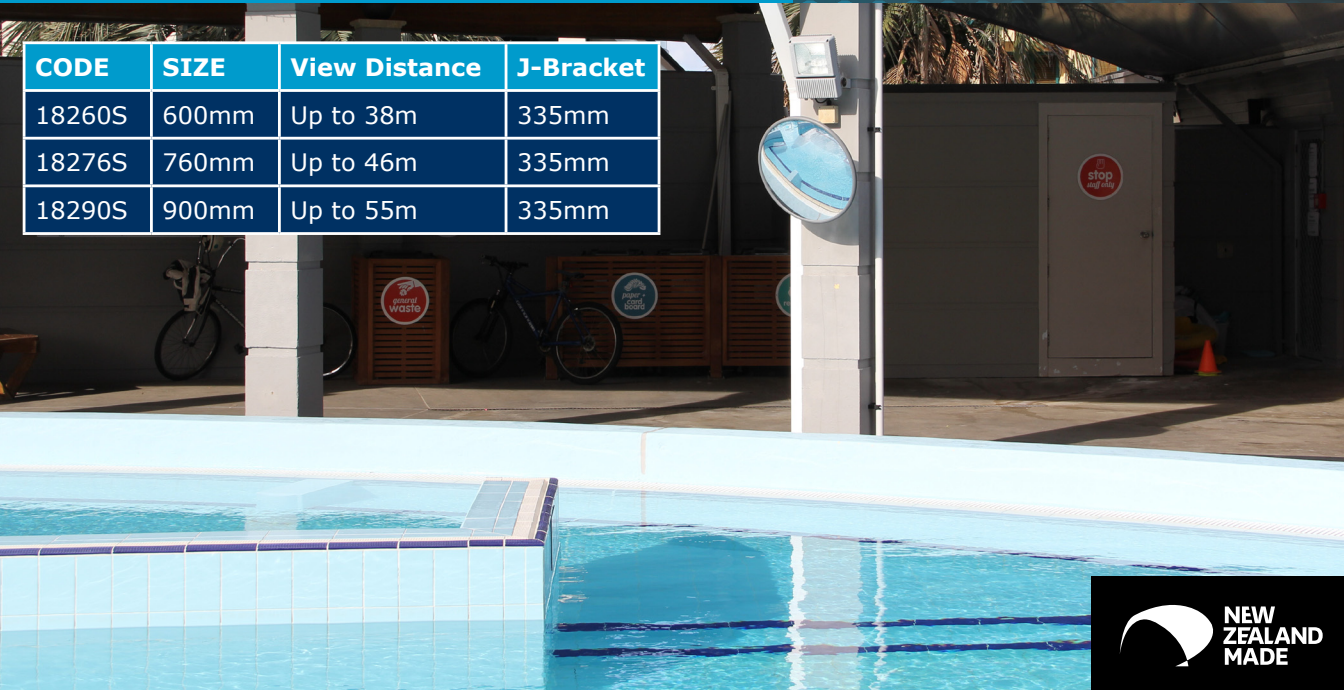 CODE SIZE View Distance J-Bracket
18260S 600mm Up to 38m 335mm
18276S 760mm Up to 46m 335mm
18290S 900mm Up to 55m 335mm
stop
staff only
general
waste
paper +
card
board
NEW
ZEALAND
MADE